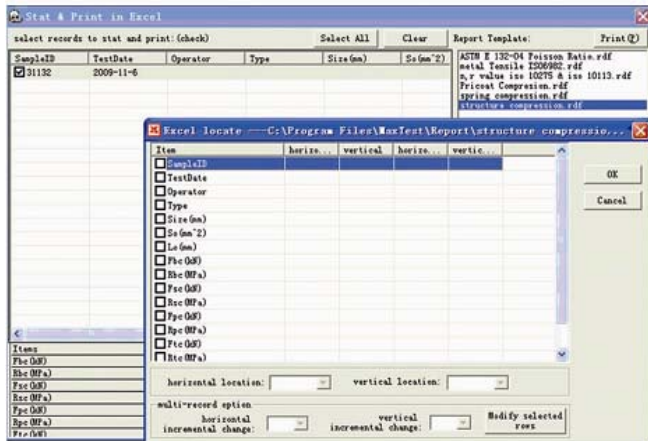 Stat & Print in Excel
select records to stat and print:(check)
Select All
Clear
Report Template:
Print(P)
SampleID TestDate Operator Type Size(mm) So(mm^2)
31132 2009-11-6
ASTM E 132-04 Poisson Ratio.rdf
metal Tensile ISO6982.rdf
n,r value iso 10275 & iso 10113.rdf
Pricoat Compresion.rdf
spring compression.rdf
structure compression.rdf
Excel locate ---C:\Program Files\MaxTest\Report\structure compressio...
Item horizo... vertical horizo... vertic...
SampleID
TestDate
Operator
Type
Size(mm)
So(mm^2)
Le(mm)
Fbc(kN)
Rbc(MPa)
Fsc(kN)
Rsc(MPa)
Fpc(kN)
Rpc(MPa)
Ftc(kN)
Rtc(MPa)
OK
Cancel
Items
Fbc(kN)
Rbc(MPa)
Fsc(kN)
Rsc(MPa)
Fpc(kN)
Rpc(MPa)
Ftc(kN)
horizontal location:
vertical location:
multi-record option
horizontal incremental change:
vertical incremental change:
Modify selected rows